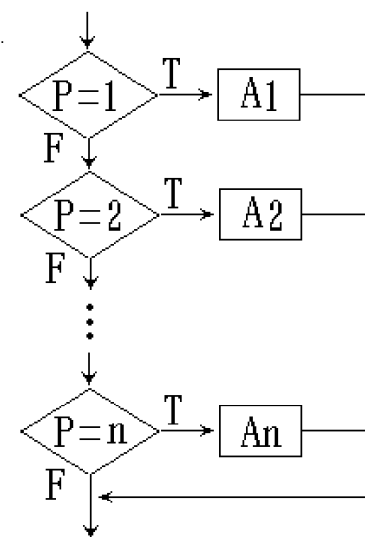 P=1 T A1
F
P=2 T A2
F
P=n T An
F